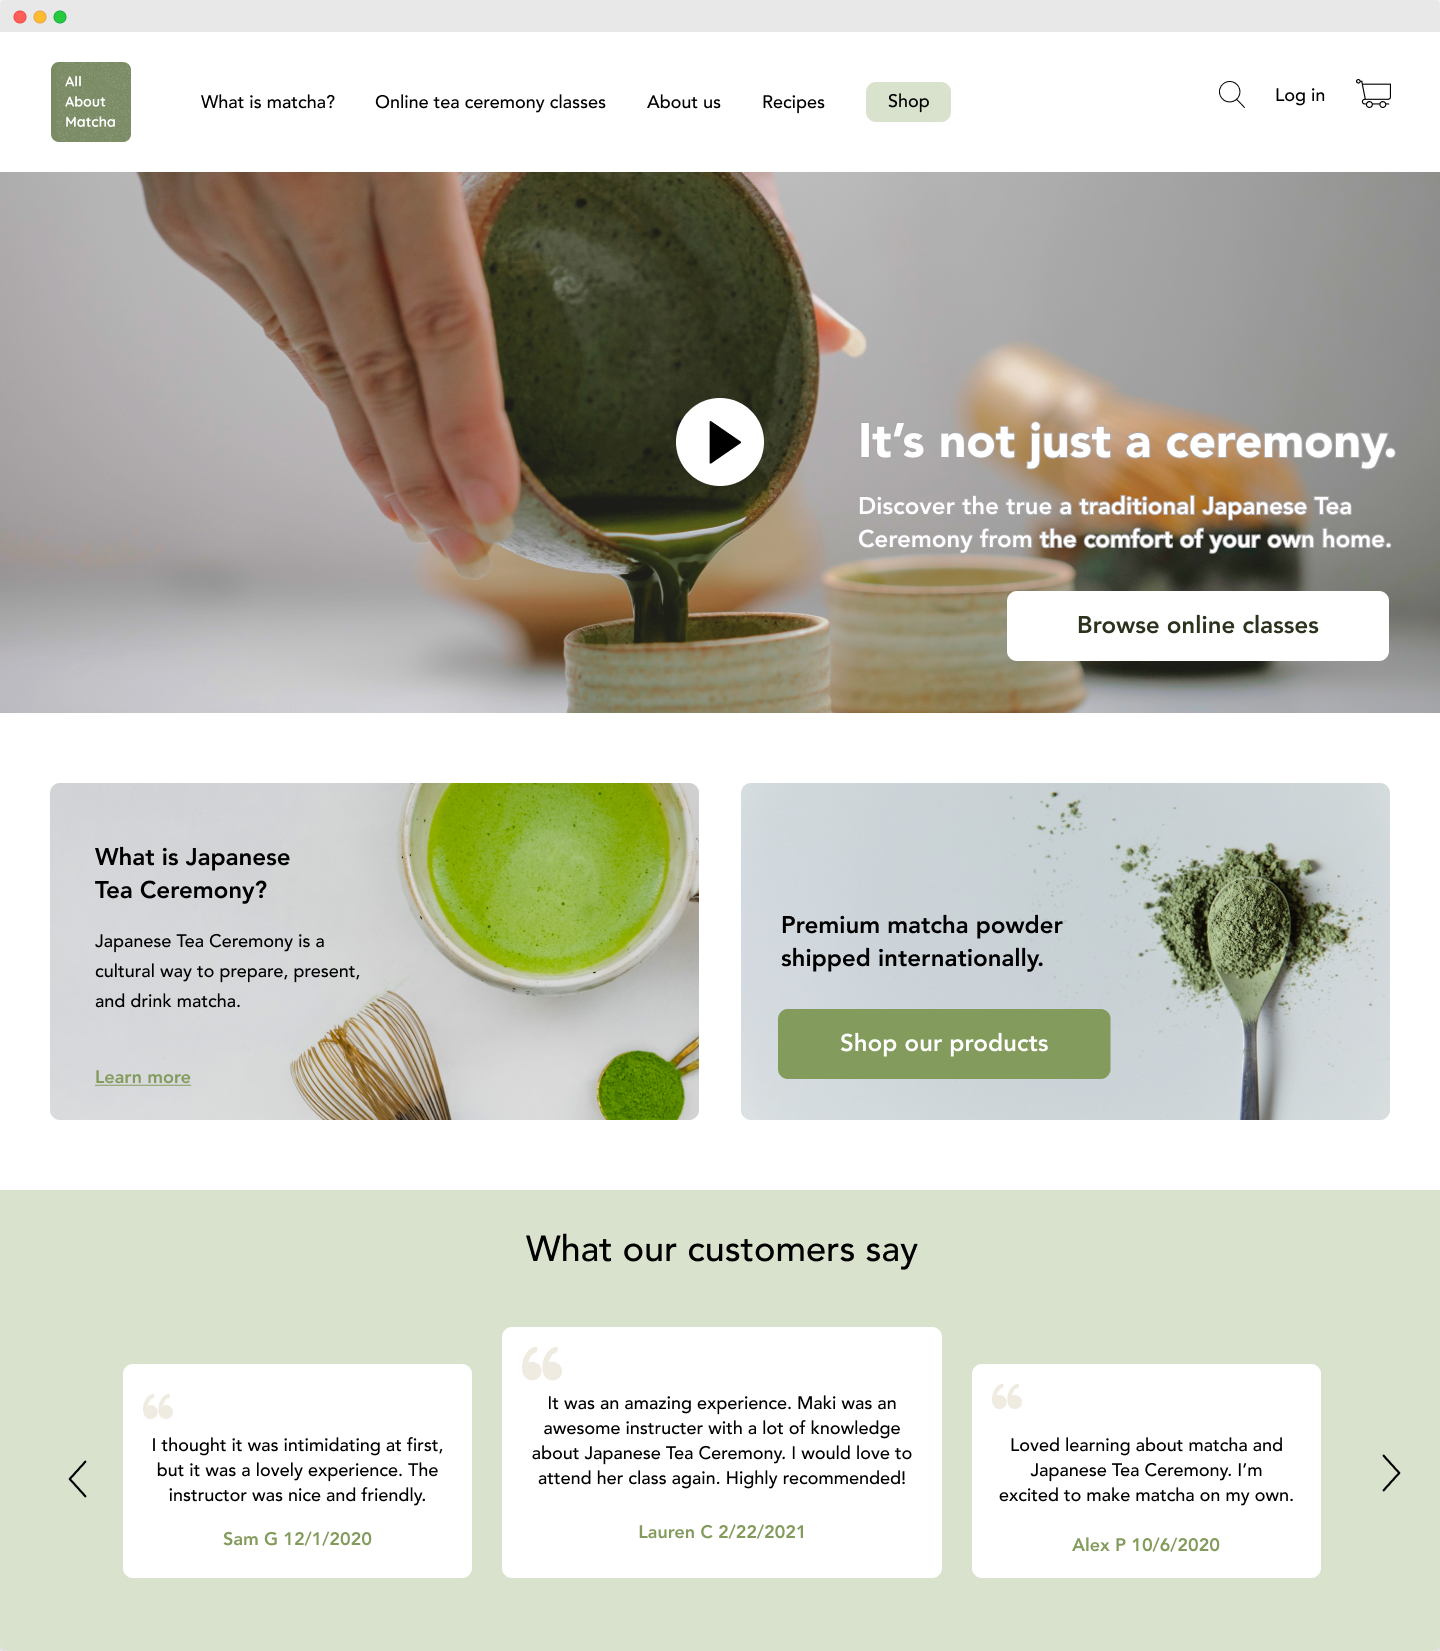 All
About
Matcha
What is matcha?
Online tea ceremony classes
About us
Recipes
Shop
Log in
It’s not just a ceremony.
Discover the true a traditional Japanese Tea
Ceremony from the comfort of your own home.
Browse online classes
What is Japanese
Tea Ceremony?
Japanese Tea Ceremony is a
cultural way to prepare, present,
and drink matcha.
Learn more
Premium matcha powder
shipped internationally.
Shop our products
What our customers say
“
I thought it was intimidating at first,
but it was a lovely experience. The
instructor was nice and friendly.
Sam G 12/1/2020
“
It was an amazing experience. Maki was an
awesome instructer with a lot of knowledge
about Japanese Tea Ceremony. I would love to
attend her class again. Highly recommended!
Lauren C 2/22/2021
“
Loved learning about matcha and
Japanese Tea Ceremony. I’m
excited to make matcha on my own.
Alex P 10/6/2020